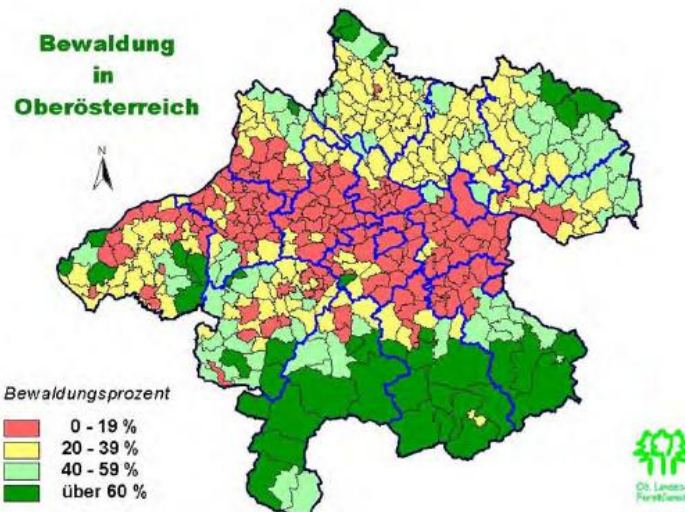 Bewaldung
in
Oberösterreich
N
Bewaldungsprozent
0 - 19 %
20 - 39 %
40 - 59 %
über 60 %